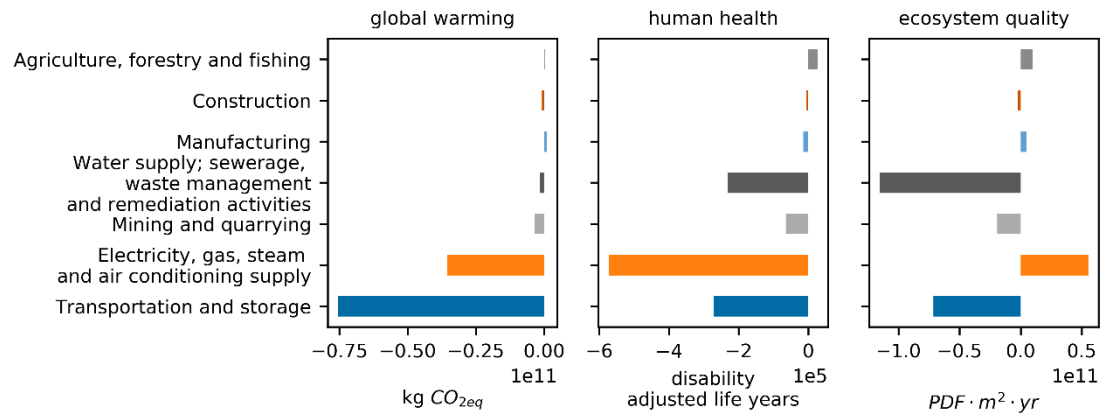 global warming
human health
ecosystem quality
Agriculture, forestry and fishing
Construction
Manufacturing
Water supply; sewerage,
waste management
and remediation activities
Mining and quarrying
Electricity, gas, steam
and air conditioning supply
Transportation and storage
−0.75 −0.50 −0.25 0.00
1e11
kg CO₂eq
−6 −4 −2 0
1e5
disability
adjusted life years
−1.0 −0.5 0.0 0.5
1e11
PDF · m² · yr